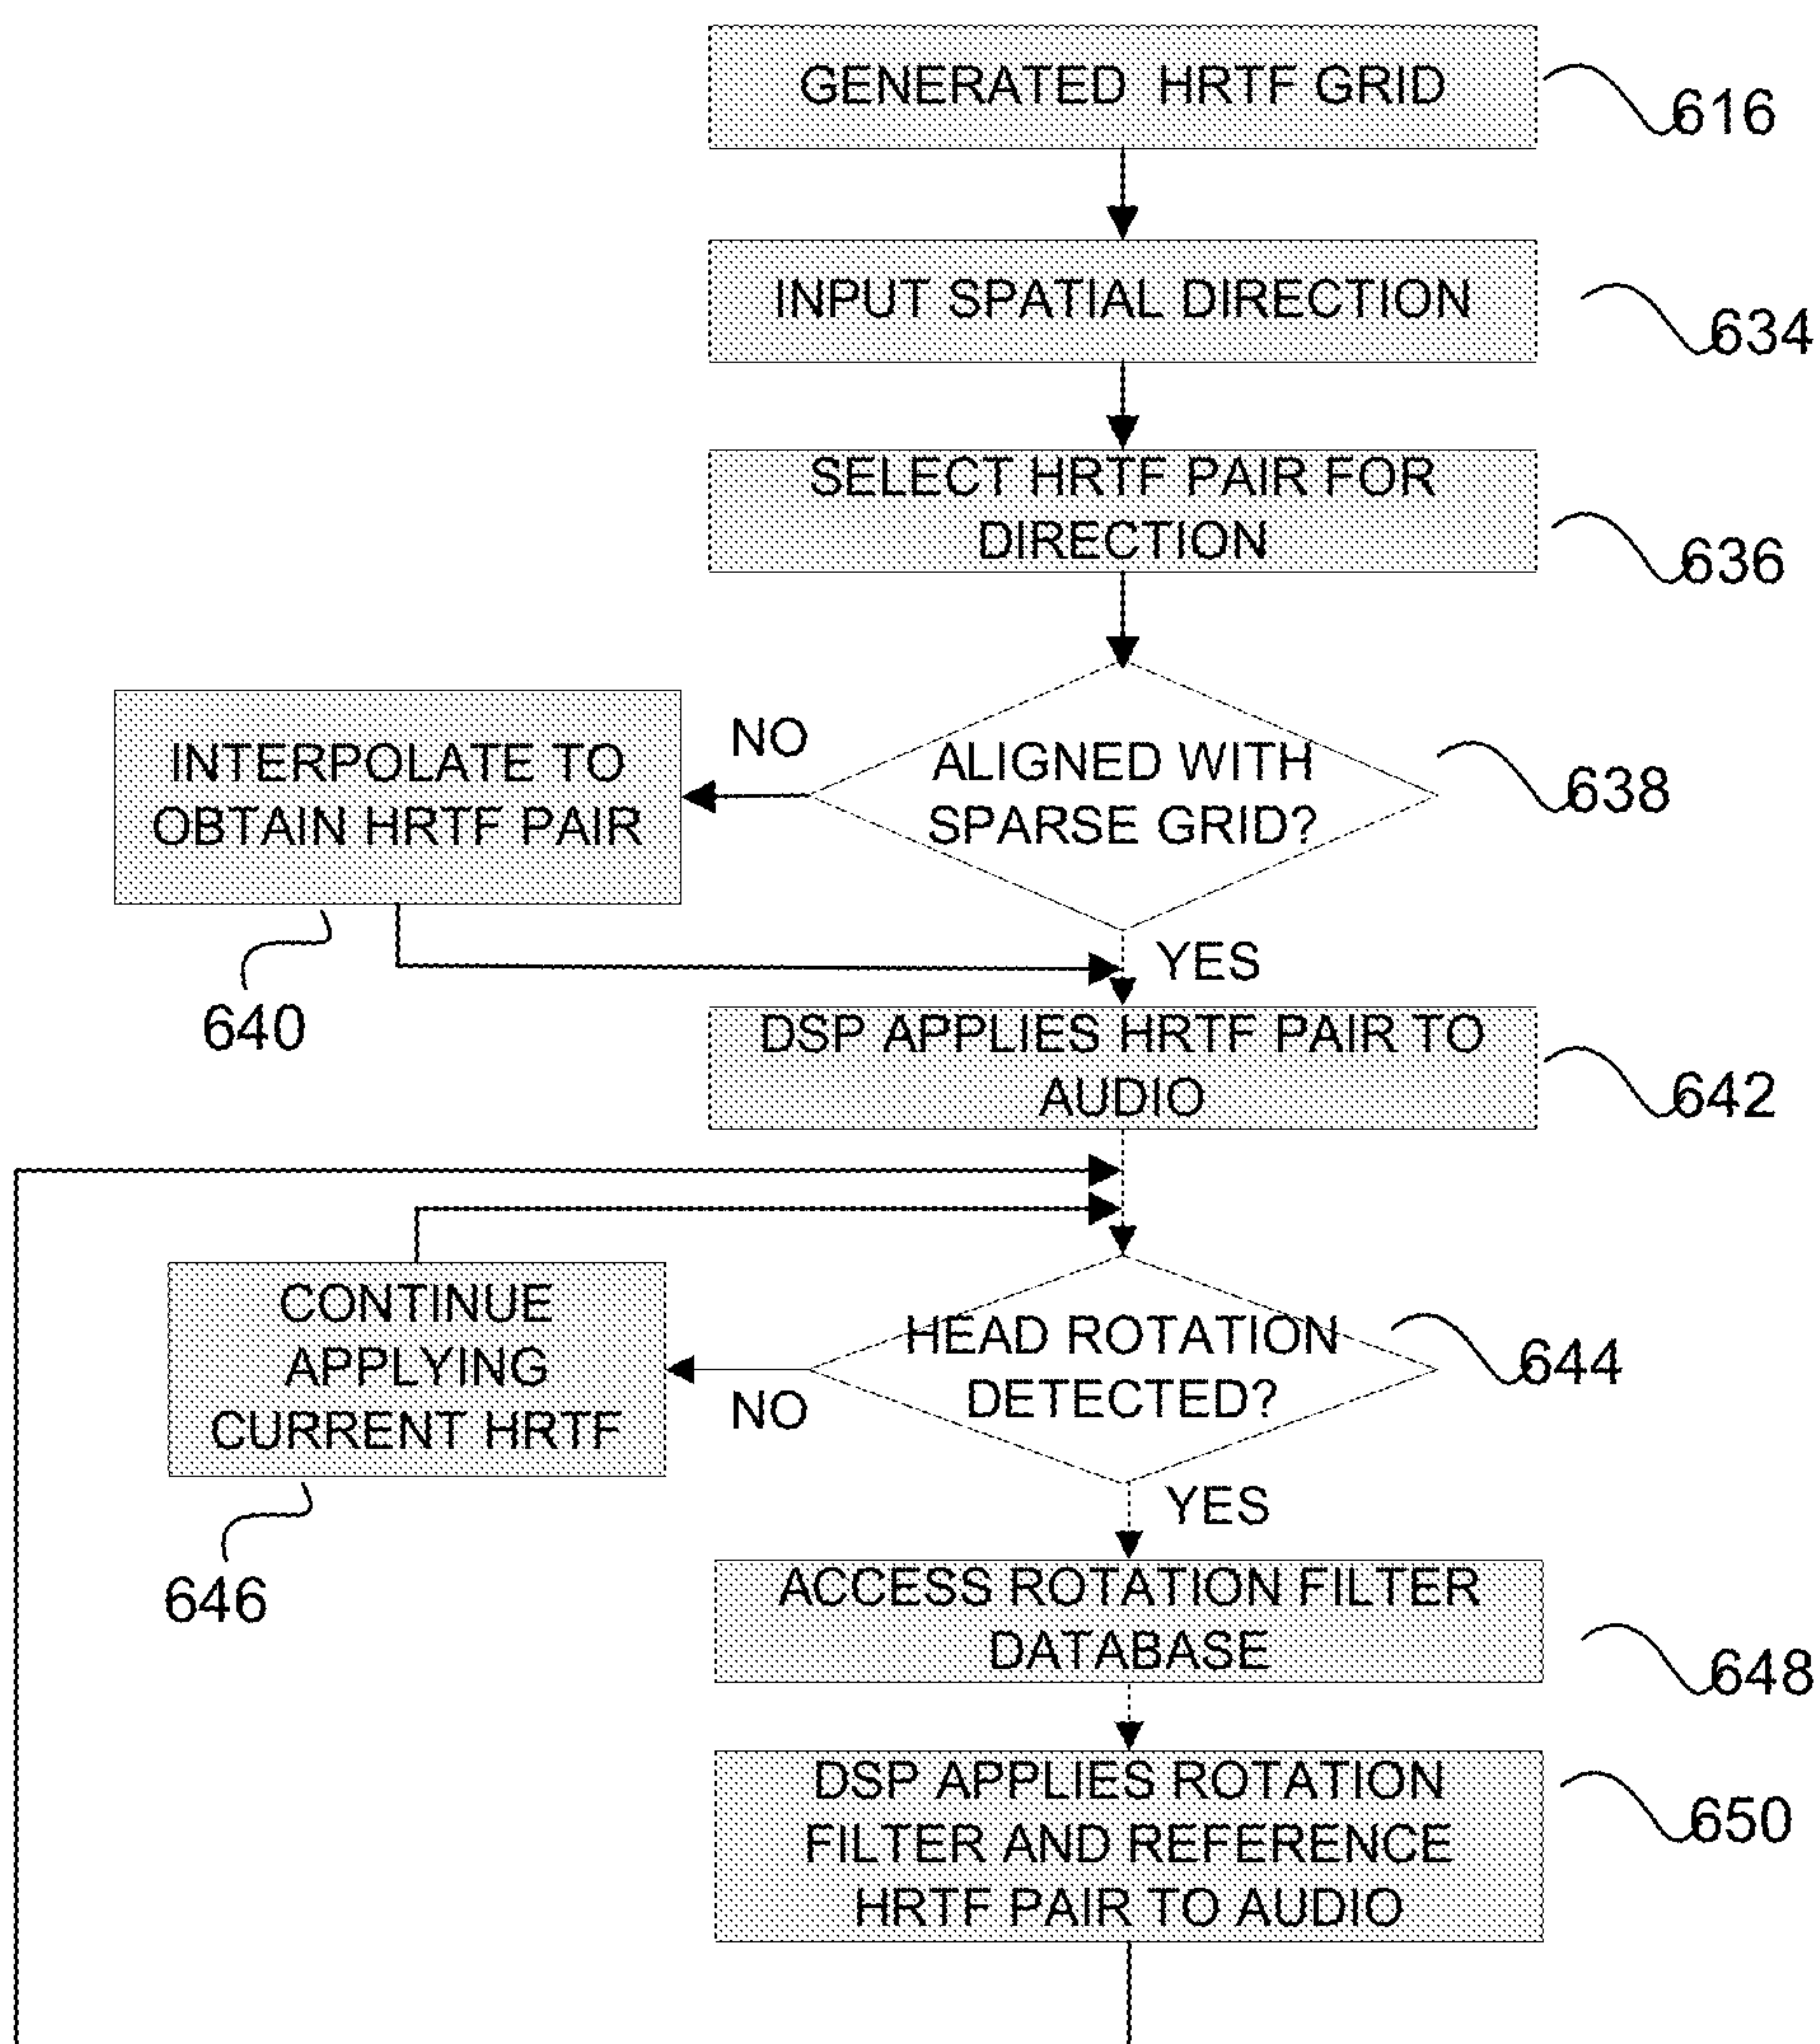 GENERATED HRTF GRID
616
INPUT SPATIAL DIRECTION
634
SELECT HRTF PAIR FOR
DIRECTION
636
NO
INTERPOLATE TO
OBTAIN HRTF PAIR
ALIGNED WITH
SPARSE GRID?
638
640
YES
DSP APPLIES HRTF PAIR TO
AUDIO
642
CONTINUE
APPLYING
CURRENT HRTF
HEAD ROTATION
DETECTED?
644
NO
646
YES
ACCESS ROTATION FILTER
DATABASE
648
DSP APPLIES ROTATION
FILTER AND REFERENCE
HRTF PAIR TO AUDIO
650